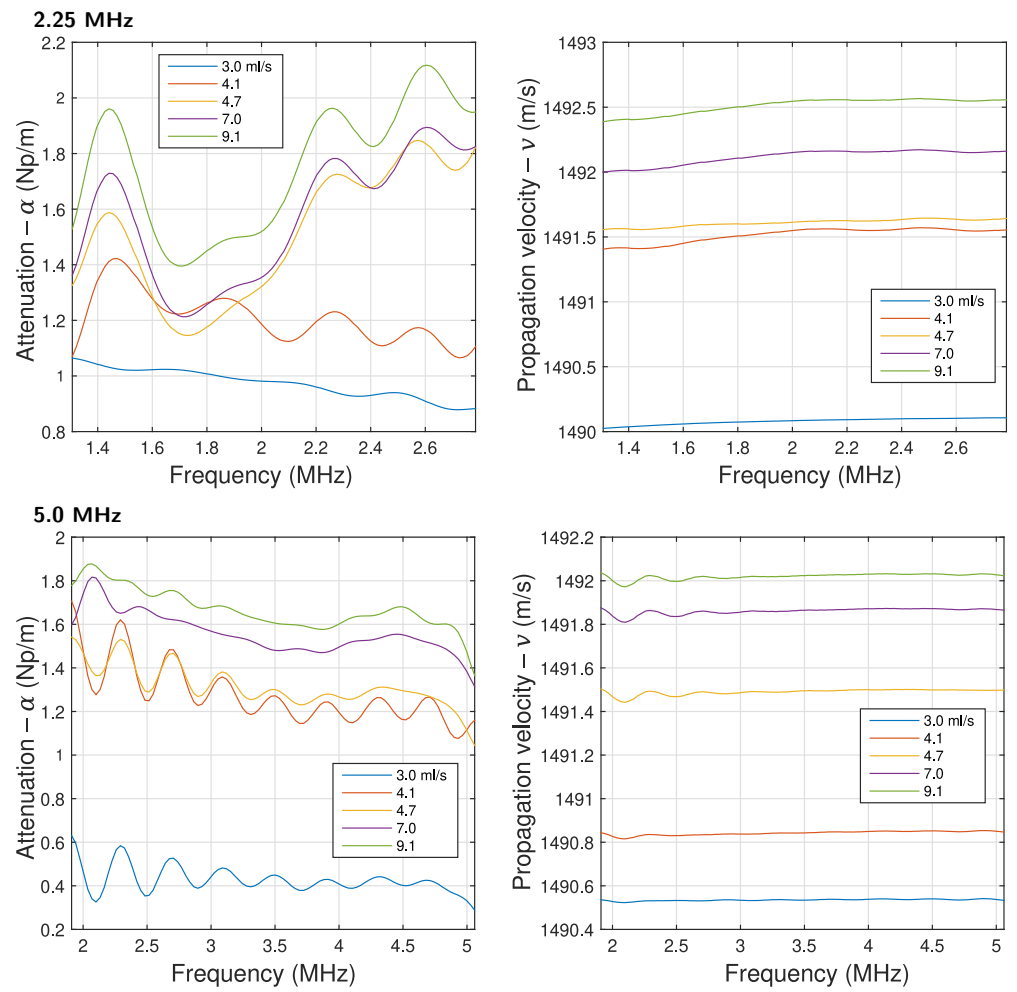 2.25 MHz
2.2
2
1.8
1.6
1.4
1.2
1
0.8
Attenuation – α (Np/m)
3.0 ml/s
4.1
4.7
7.0
9.1
1.4 1.6 1.8 2 2.2 2.4 2.6
Frequency (MHz)
1493
1492.5
1492
1491.5
1491
1490.5
1490
Propagation velocity – ν (m/s)
3.0 ml/s
4.1
4.7
7.0
9.1
1.4 1.6 1.8 2 2.2 2.4 2.6
Frequency (MHz)
5.0 MHz
2
1.8
1.6
1.4
1.2
1
0.8
0.6
0.4
0.2
Attenuation – α (Np/m)
3.0 ml/s
4.1
4.7
7.0
9.1
2 2.5 3 3.5 4 4.5 5
Frequency (MHz)
1492.2
1492
1491.8
1491.6
1491.4
1491.2
1491
1490.8
1490.6
1490.4
Propagation velocity – ν (m/s)
3.0 ml/s
4.1
4.7
7.0
9.1
2 2.5 3 3.5 4 4.5 5
Frequency (MHz)